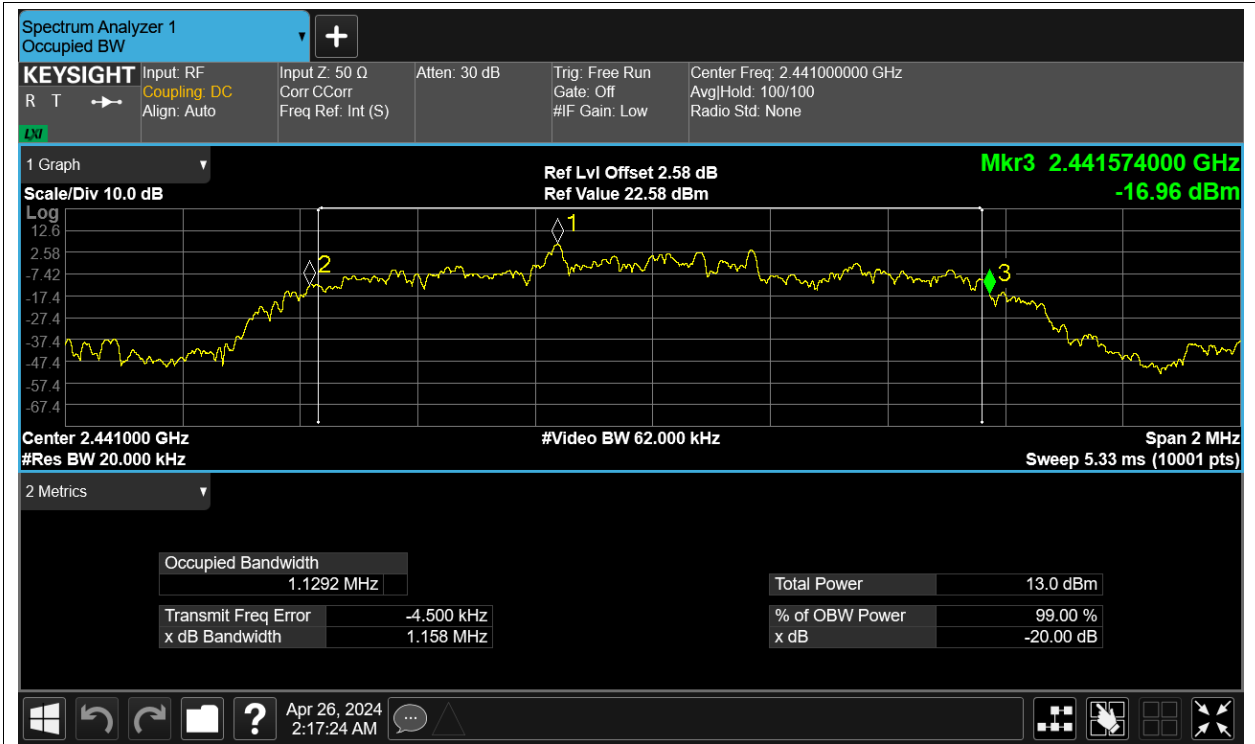 Spectrum Analyzer 1
Occupied BW
KEYSIGHT
R T
LXI
Input: RF
Coupling: DC
Align: Auto
Input Z: 50 Ω
Corr CCorr
Freq Ref: Int (S)
Atten: 30 dB
Trig: Free Run
Gate: Off
#IF Gain: Low
Center Freq: 2.441000000 GHz
Avg|Hold: 100/100
Radio Std: None
1 Graph
Scale/Div 10.0 dB
Ref Lvl Offset 2.58 dB
Ref Value 22.58 dBm
Mkr3 2.441574000 GHz
-16.96 dBm
Log
12.6
2.58
-7.42
-17.4
-27.4
-37.4
-47.4
-57.4
-67.4
1
2
3
Center 2.441000 GHz
#Video BW 62.000 kHz
Span 2 MHz
#Res BW 20.000 kHz
Sweep 5.33 ms (10001 pts)
2 Metrics
Occupied Bandwidth
1.1292 MHz
Total Power 13.0 dBm
Transmit Freq Error -4.500 kHz
% of OBW Power 99.00 %
x dB Bandwidth 1.158 MHz
x dB -20.00 dB
?
Apr 26, 2024
2:17:24 AM